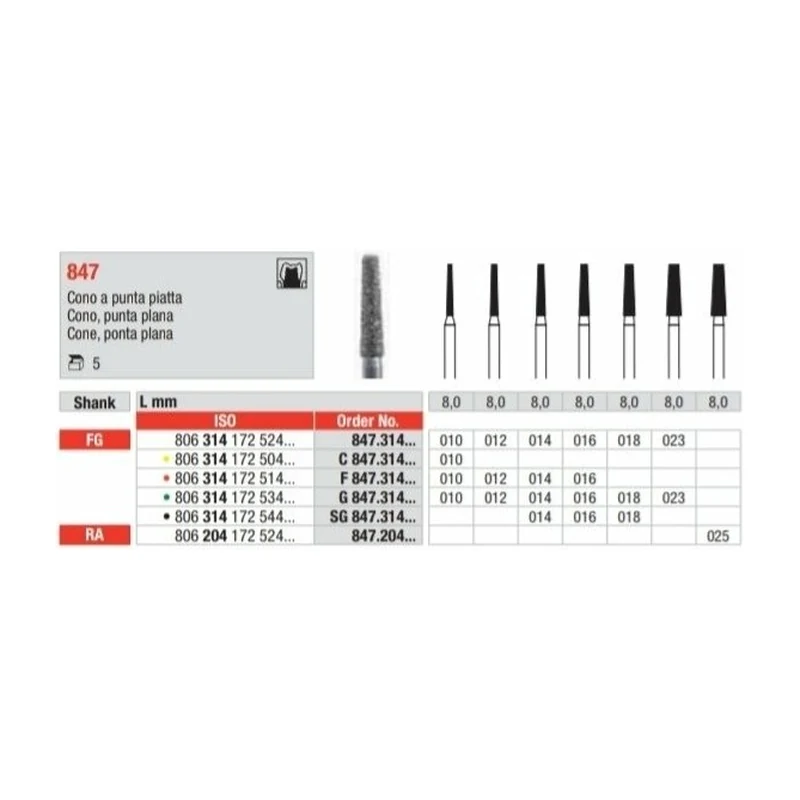 847
Cono a punta piatta
Cono, punta plana
Cone, ponta plana
5
Shank L mm 8,0 8,0 8,0 8,0 8,0 8,0 8,0
ISO Order No.
FG 806 314 172 524... 847.314... 010 012 014 016 018 023
806 314 172 504... C 847.314... 010
806 314 172 514... F 847.314... 010 012 014 016
806 314 172 534... G 847.314... 010 012 014 016 018 023
806 314 172 544... SG 847.314... 014 016 018
RA 806 204 172 524... 847.204... 025